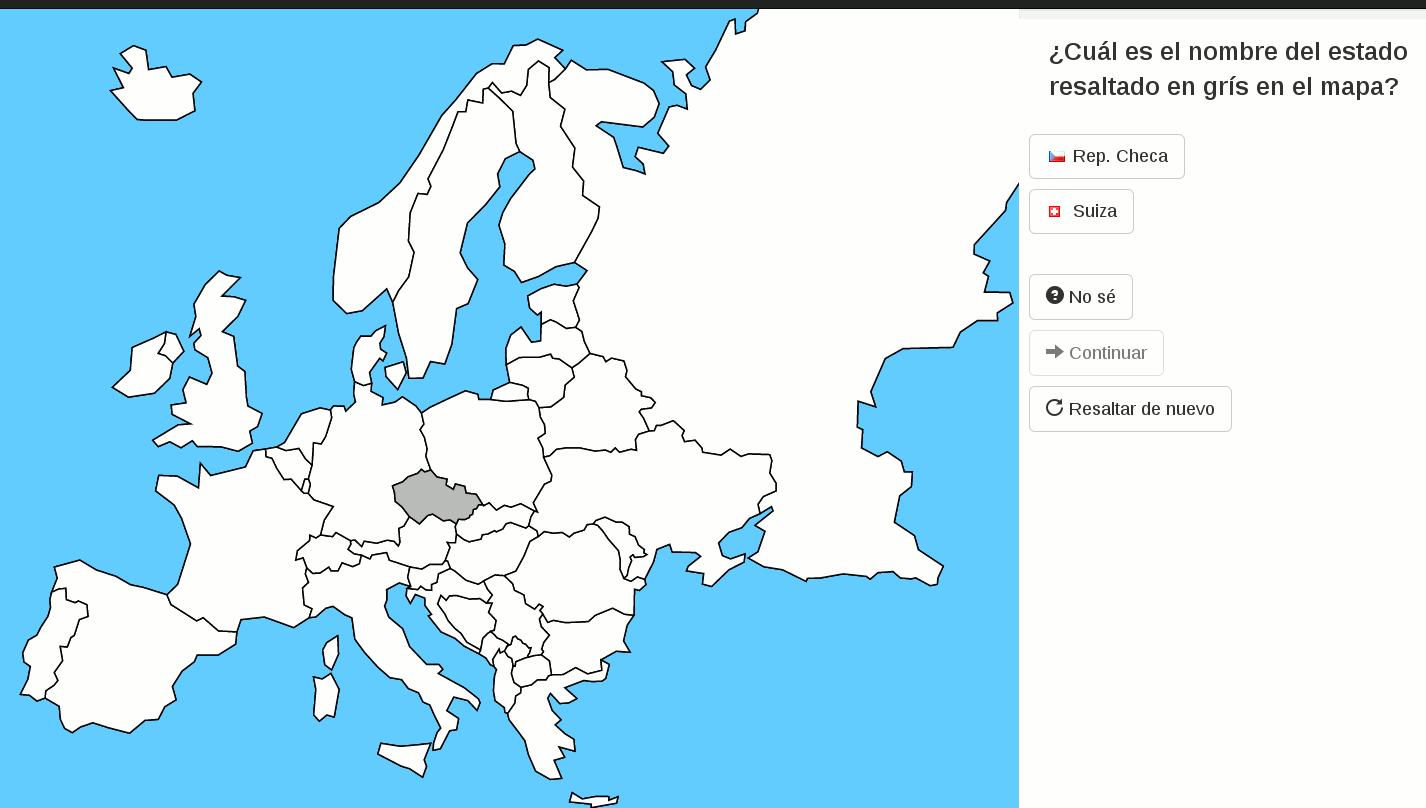 ¿Cuál es el nombre del estado
resaltado en grís en el mapa?
Rep. Checa
Suiza
No sé
Continuar
Resaltar de nuevo